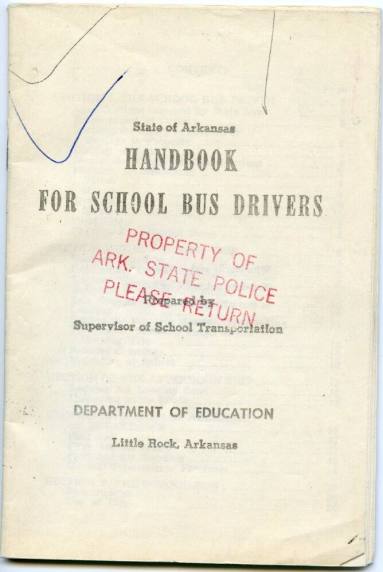 State of Arkansas
HANDBOOK
FOR SCHOOL BUS DRIVERS
PROPERTY OF
ARK. STATE POLICE
PLEASE RETURN
Prepared by
Supervisor of School Transportation
DEPARTMENT OF EDUCATION
Little Rock, Arkansas